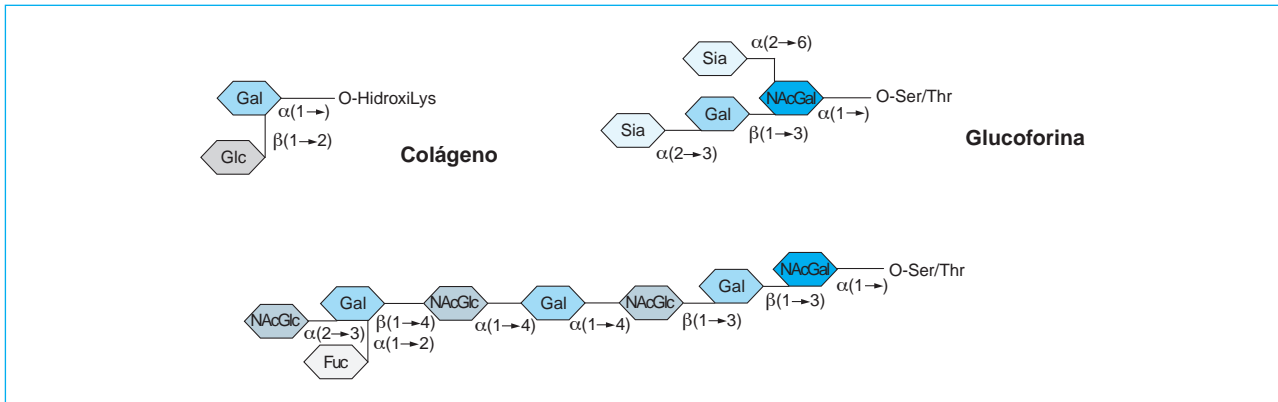 Gal
α(1→)
O-HidroxiLys
β(1→2)
Glc
Colágeno
Sia
α(2→6)
NAcGal
α(1→)
O-Ser/Thr
Gal
β(1→3)
Sia
α(2→3)
Glucoforina
NAcGlc
α(2→3)
Gal
β(1→4)
α(1→2)
Fuc
NAcGlc
α(1→4)
Gal
α(1→4)
NAcGlc
β(1→3)
Gal
β(1→3)
NAcGal
α(1→)
O-Ser/Thr